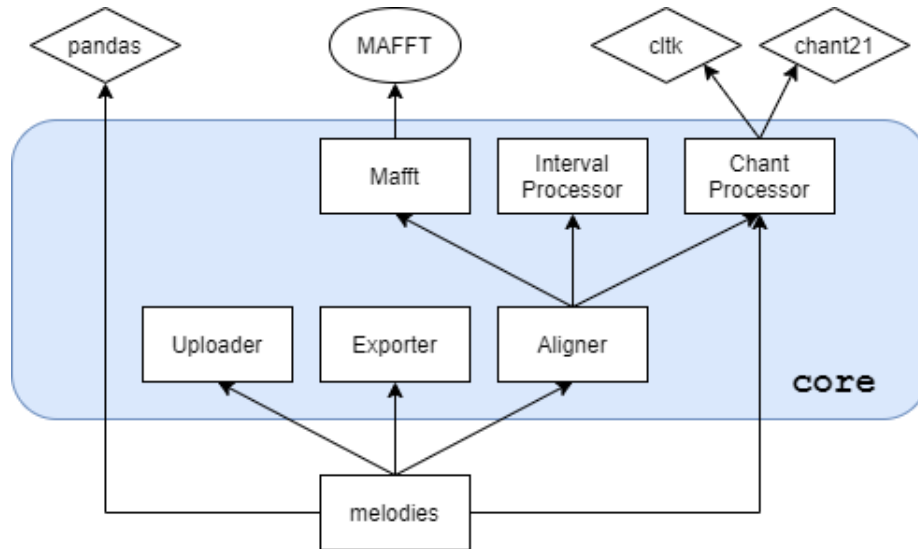 pandas
MAFFT
cltk
chant21
Mafft
Interval
Processor
Chant
Processor
Uploader
Exporter
Aligner
core
melodies